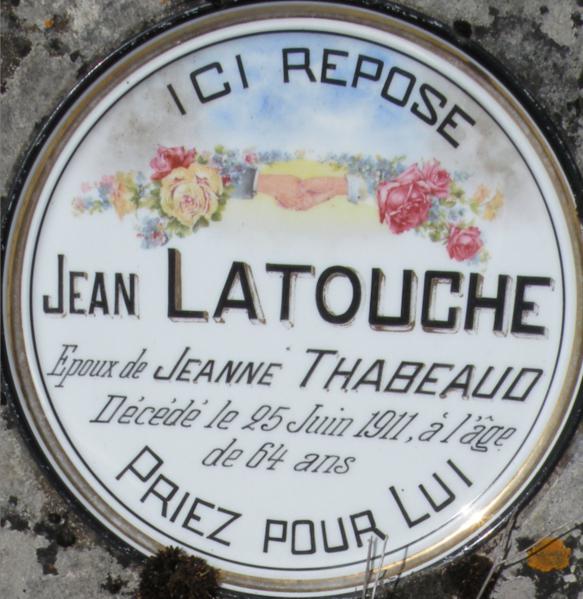 ICI REPOSE
JEAN LATOUCHE
Epoux de JEANNE THABEAUD
Décédé le 25 Juin 1911, à l'âge
de 64 ans
PRIEZ POUR LUI